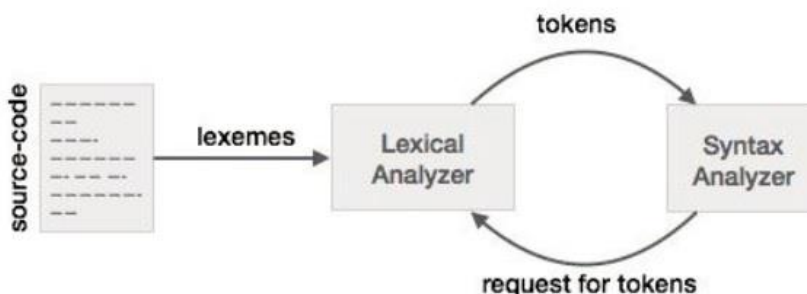 tokens
source-code
lexemes
Lexical
Analyzer
Syntax
Analyzer
request for tokens